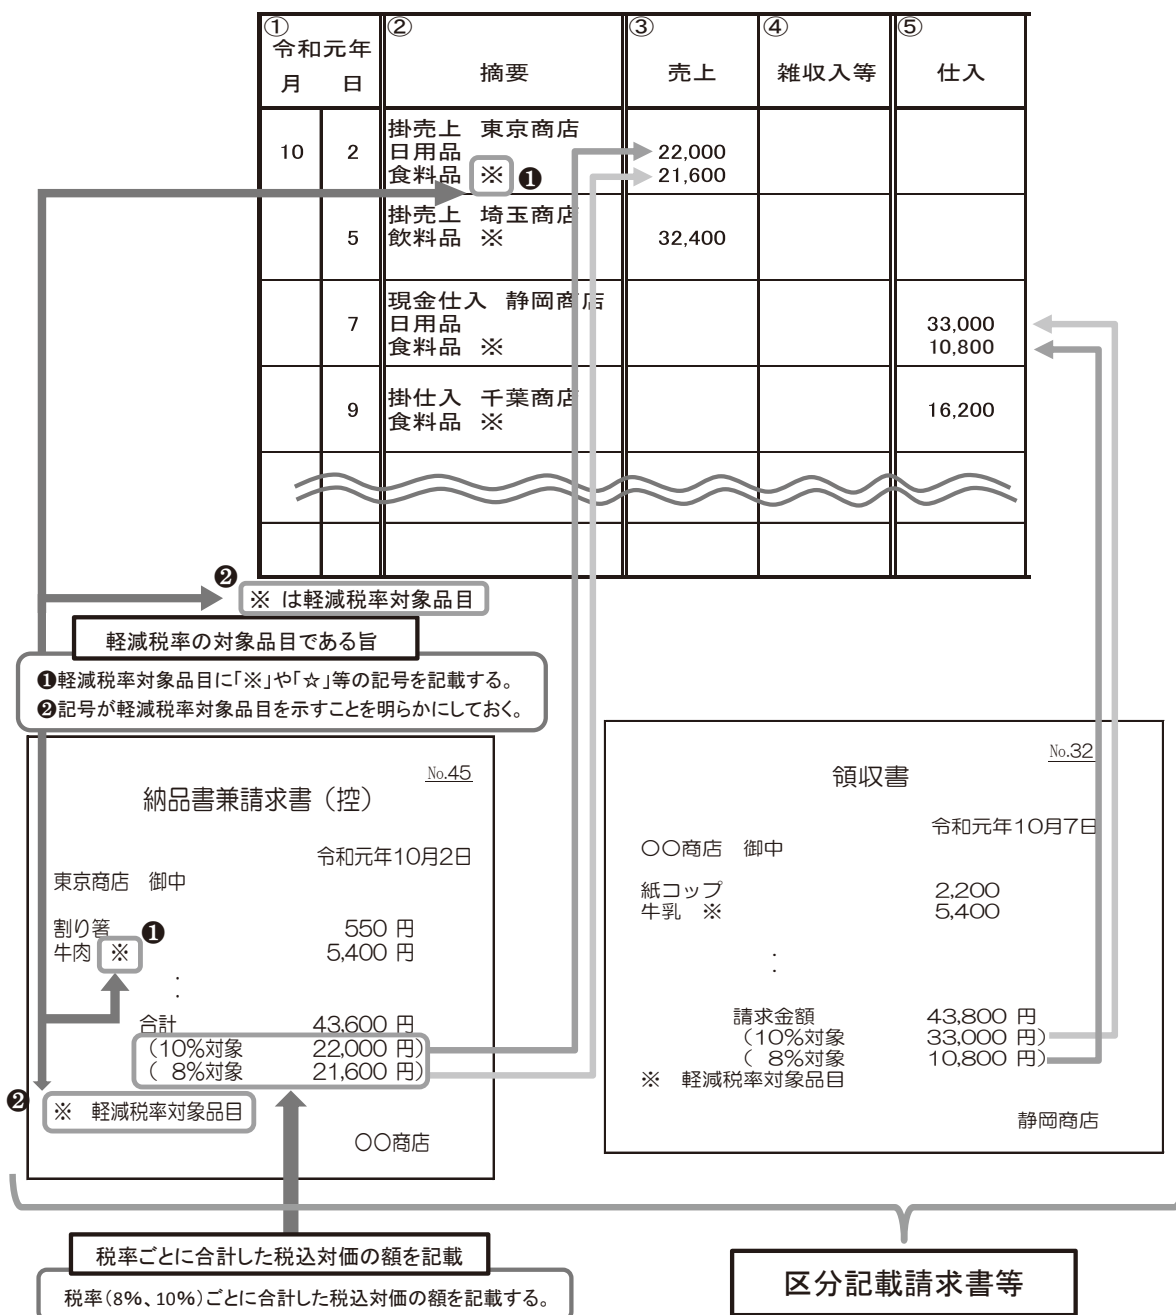 ① ② ③ ④ ⑤
令和元年
月 日 摘要 売上 雑収入等 仕入
掛売上 東京商店
10 2 日用品 22,000
食料品 ※ ❶ 21,600
掛売上 埼玉商店
5 飲料品 ※ 32,400
現金仕入 静岡商店
7 日用品 33,000
食料品 ※ 10,800
掛仕入 千葉商店
9 食料品 ※ 16,200
❷
※ は軽減税率対象品目
軽減税率の対象品目である旨
❶軽減税率対象品目に「※」や「☆」等の記号を記載する。
❷記号が軽減税率対象品目を示すことを明らかにしておく。
No.45
納品書兼請求書（控）
令和元年10月2日
東京商店 御中
割り箸 ❶ 550 円
牛肉 ※ 5,400 円
:
合計 43,600 円
(10%対象 22,000 円)
( 8%対象 21,600 円)
❷ ※ 軽減税率対象品目
〇〇商店
No.32
領収書
令和元年10月7日
〇〇商店 御中
紙コップ 2,200
牛乳 ※ 5,400
:
請求金額 43,800 円
(10%対象 33,000 円)
( 8%対象 10,800 円)
※ 軽減税率対象品目
静岡商店
税率ごとに合計した税込対価の額を記載
税率(8%、10%)ごとに合計した税込対価の額を記載する。
区分記載請求書等